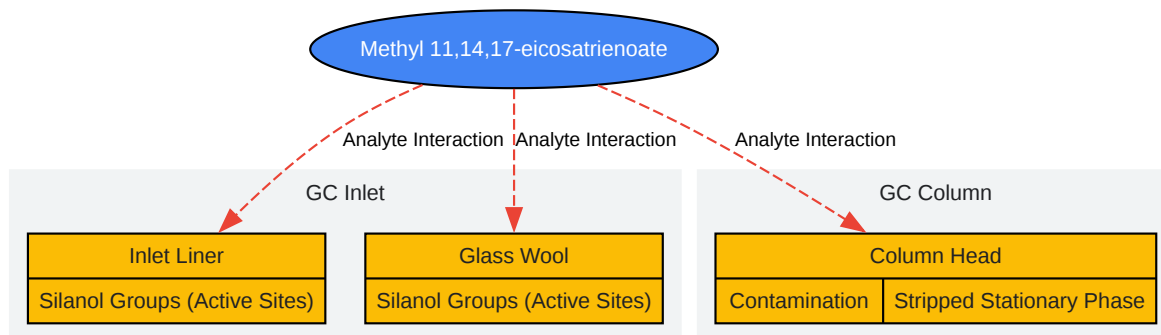 Methyl 11,14,17-eicosatrienoate
Analyte Interaction
Analyte Interaction
Analyte Interaction
GC Inlet
GC Column
Inlet Liner
Silanol Groups (Active Sites)
Glass Wool
Silanol Groups (Active Sites)
Column Head
Contamination
Stripped Stationary Phase